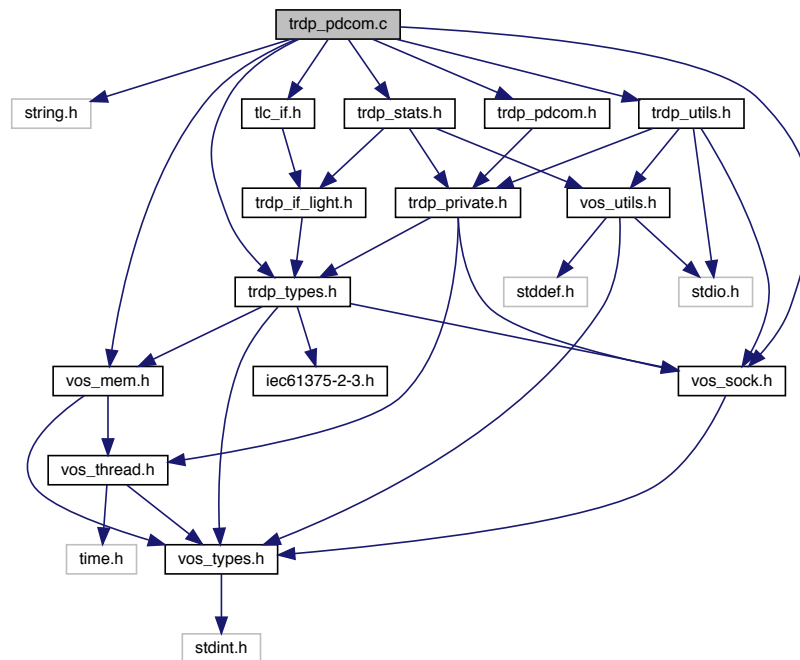 trdp_pdcom.c
string.h
tlc_if.h
trdp_stats.h
trdp_pdcom.h
trdp_utils.h
trdp_if_light.h
trdp_private.h
vos_utils.h
trdp_types.h
stddef.h
stdio.h
vos_mem.h
iec61375-2-3.h
vos_sock.h
vos_thread.h
time.h
vos_types.h
stdint.h